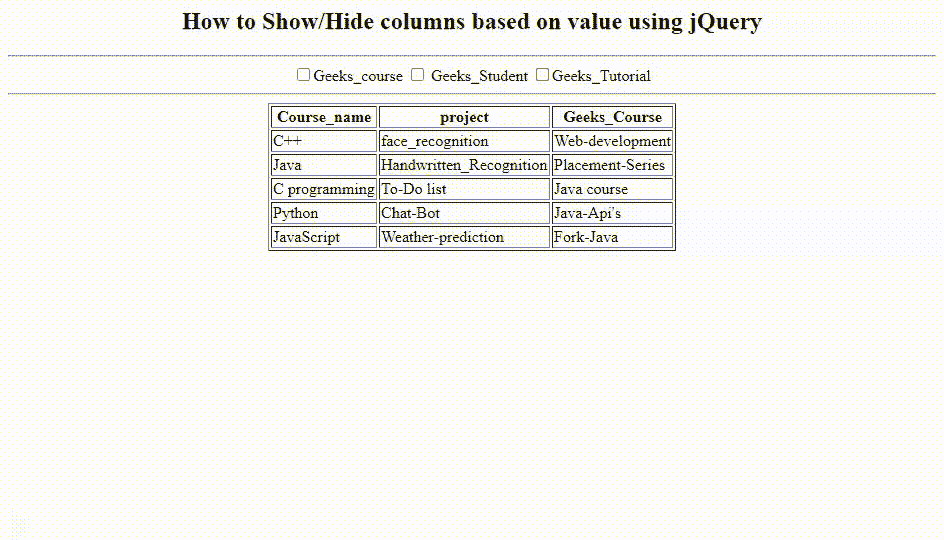 How to Show/Hide columns based on value using jQuery
Geeks_course Geeks_Student Geeks_Tutorial
Course_name project Geeks_Course
C++ face_recognition Web-development
Java Handwritten_Recognition Placement-Series
C programming To-Do list Java course
Python Chat-Bot Java-Api's
JavaScript Weather-prediction Fork-Java